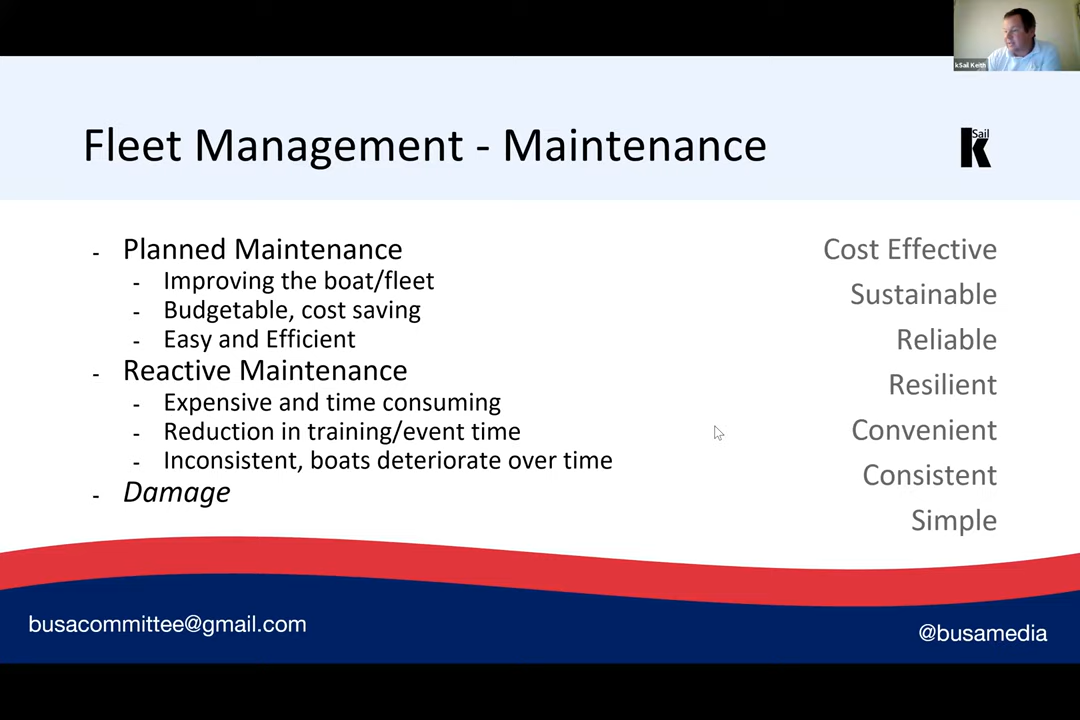 kSail Keith
Fleet Management - Maintenance
Sail
k
- Planned Maintenance
- Improving the boat/fleet
- Budgetable, cost saving
- Easy and Efficient
- Reactive Maintenance
- Expensive and time consuming
- Reduction in training/event time
- Inconsistent, boats deteriorate over time
- Damage
Cost Effective
Sustainable
Reliable
Resilient
Convenient
Consistent
Simple
busacommittee@gmail.com
@busamedia